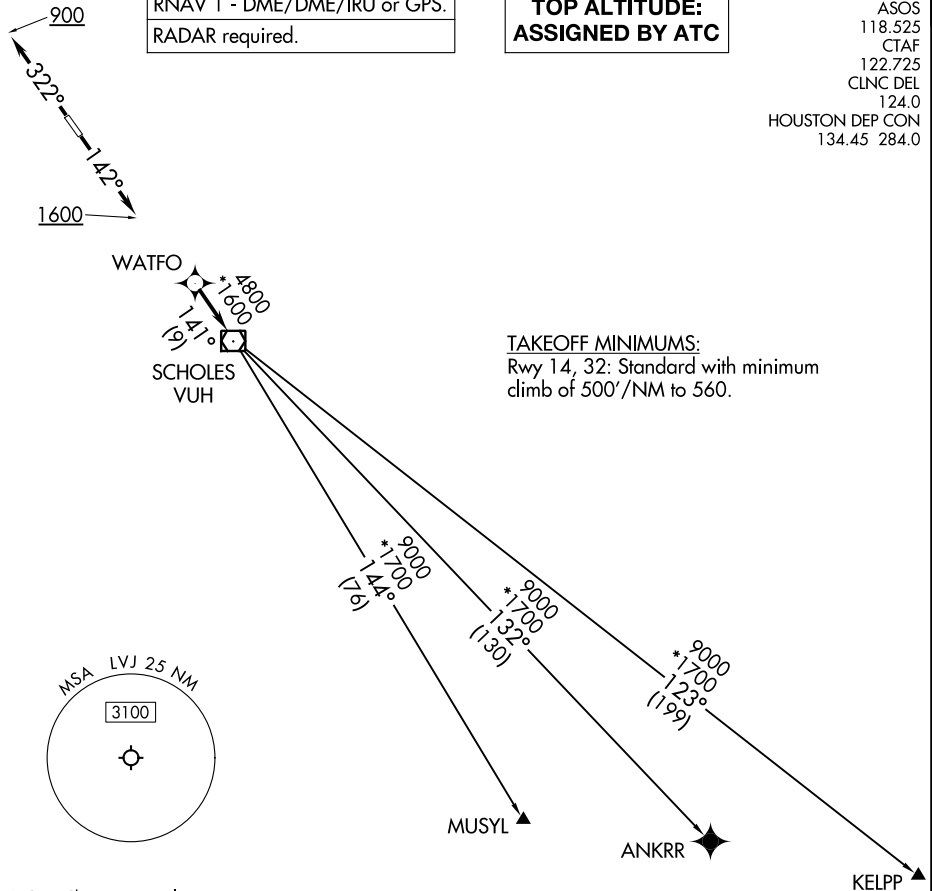 RNAV 1 - DME/DME/IRU or GPS.
RADAR required.
TOP ALTITUDE:
ASSIGNED BY ATC
ASOS
118.525
CTAF
122.725
CLNC DEL
124.0
HOUSTON DEP CON
134.45 284.0
900
322°
142°
1600
WATFO
4800
*1600
141°
(9)
SCHOLES
VUH
TAKEOFF MINIMUMS:
Rwy 14, 32: Standard with minimum
climb of 500'/NM to 560.
9000
*1700
144°
(76)
9000
*1700
132°
(130)
9000
*1700
123°
(199)
MSA LVJ 25 NM
3100
MUSYL
ANKRR
KELPP